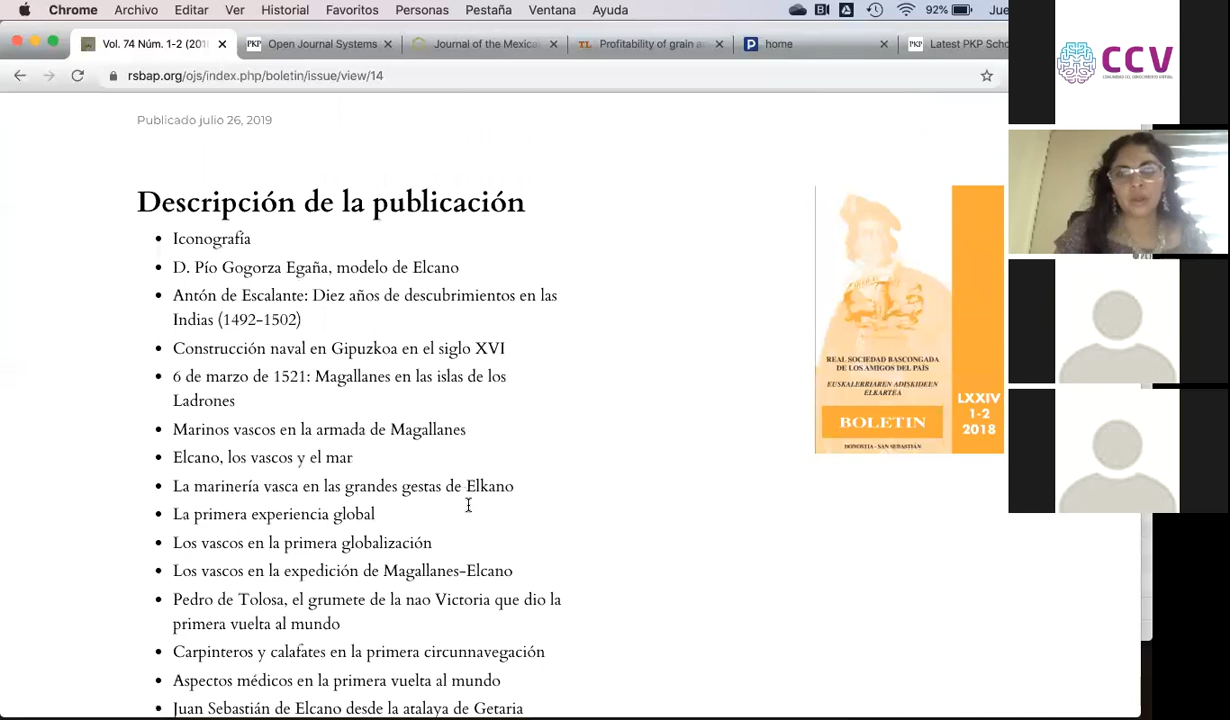 Chrome Archivo Editar Ver Historial Favoritos Personas Pestaña Ventana Ayuda 92% Jue
Vol. 74 Núm. 1-2 (201 Open Journal Systems Journal of the Mexica Profitability of grain a home Latest PKP Scho
rsbap.org/ojs/index.php/boletin/issue/view/14
CCV
COMUNIDAD DEL CONOCIMIENTO VIRTUAL
Publicado julio 26, 2019
Descripción de la publicación
• Iconografía
• D. Pío Gogorza Egaña, modelo de Elcano
• Antón de Escalante: Diez años de descubrimientos en las
Indias (1492-1502)
• Construcción naval en Gipuzkoa en el siglo XVI
• 6 de marzo de 1521: Magallanes en las islas de los
Ladrones
• Marinos vascos en la armada de Magallanes
• Elcano, los vascos y el mar
• La marinería vasca en las grandes gestas de Elkano
• La primera experiencia global
• Los vascos en la primera globalización
• Los vascos en la expedición de Magallanes-Elcano
• Pedro de Tolosa, el grumete de la nao Victoria que dio la
primera vuelta al mundo
• Carpinteros y calafates en la primera circunnavegación
• Aspectos médicos en la primera vuelta al mundo
• Juan Sebastián de Elcano desde la atalaya de Getaria
REAL SOCIEDAD BASCONGADA
DE LOS AMIGOS DEL PAÍS
EUSKALERRIAREN ADISKIDEEN
ELKARTEA
BOLETIN
DONOSTIA - SAN SEBASTIÁN
LXXIV
1-2
2018